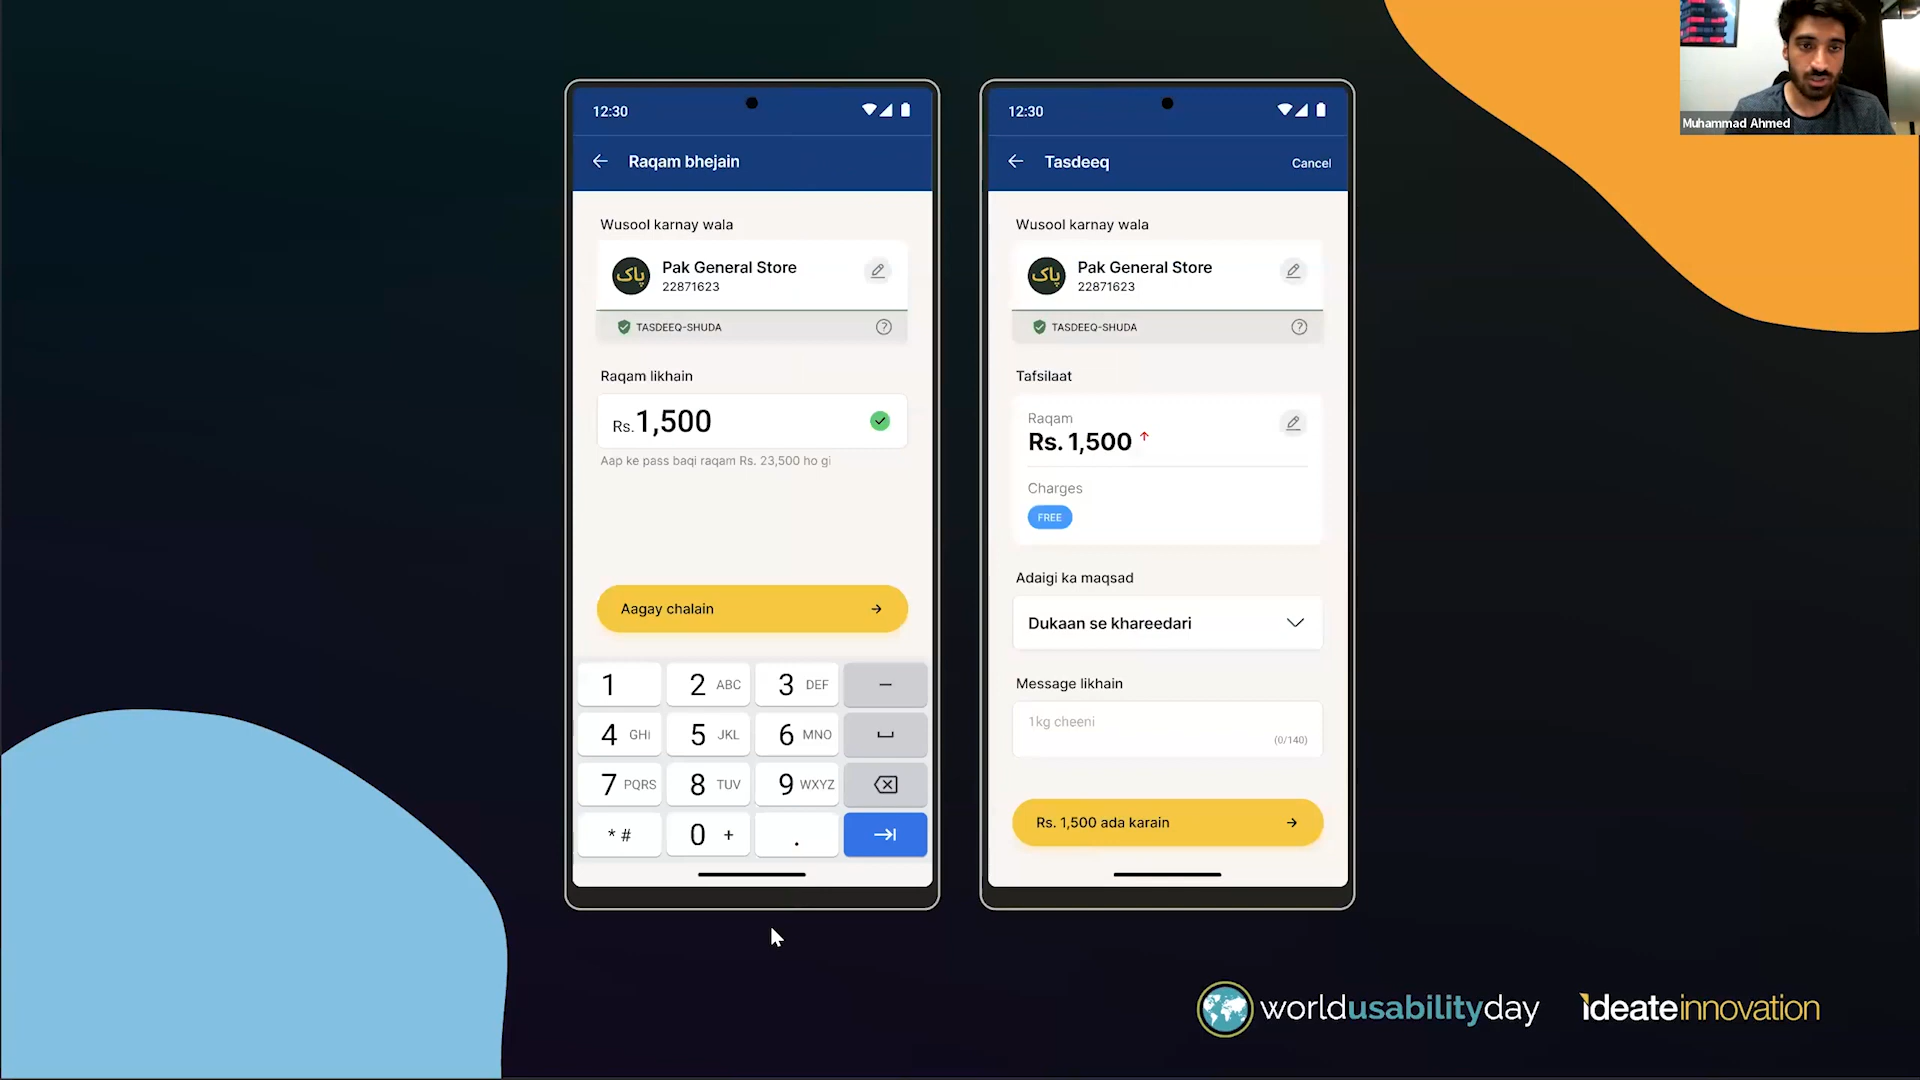 Muhammad Ahmed
12:30
Raqam bhejain
Wusool karnay wala
پاک
Pak General Store
22871623
TASDEEQ-SHUDA
Raqam likhain
Rs. 1,500
Aap ke pass baqi raqam Rs. 23,500 ho gi
Aagay chalain
1
2 ABC
3 DEF
4 GHI
5 JKL
6 MNO
7 PQRS
8 TUV
9 WXYZ
* #
0 +
.
12:30
Tasdeeq
Cancel
Wusool karnay wala
پاک
Pak General Store
22871623
TASDEEQ-SHUDA
Tafsilaat
Raqam
Rs. 1,500
Charges
FREE
Adaigi ka maqsad
Dukaan se khareedari
Message likhain
1kg cheeni
(0/140)
Rs. 1,500 ada karain
worldusabilityday
ideateinnovation